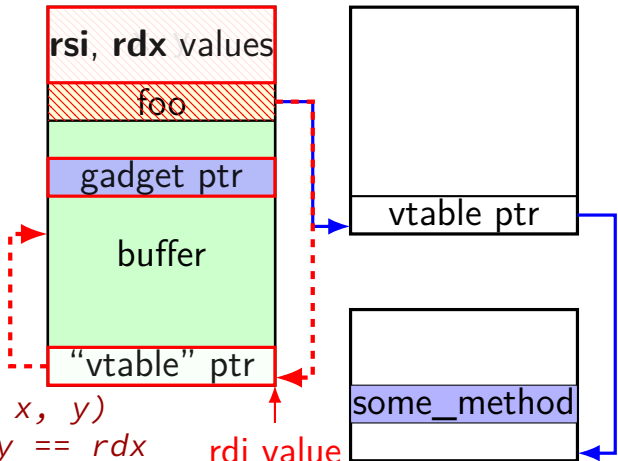 rsi, rdx values
foo
gadget ptr
buffer
"vtable" ptr
vtable ptr
some_method
x, y)
y == rdx
rdi value